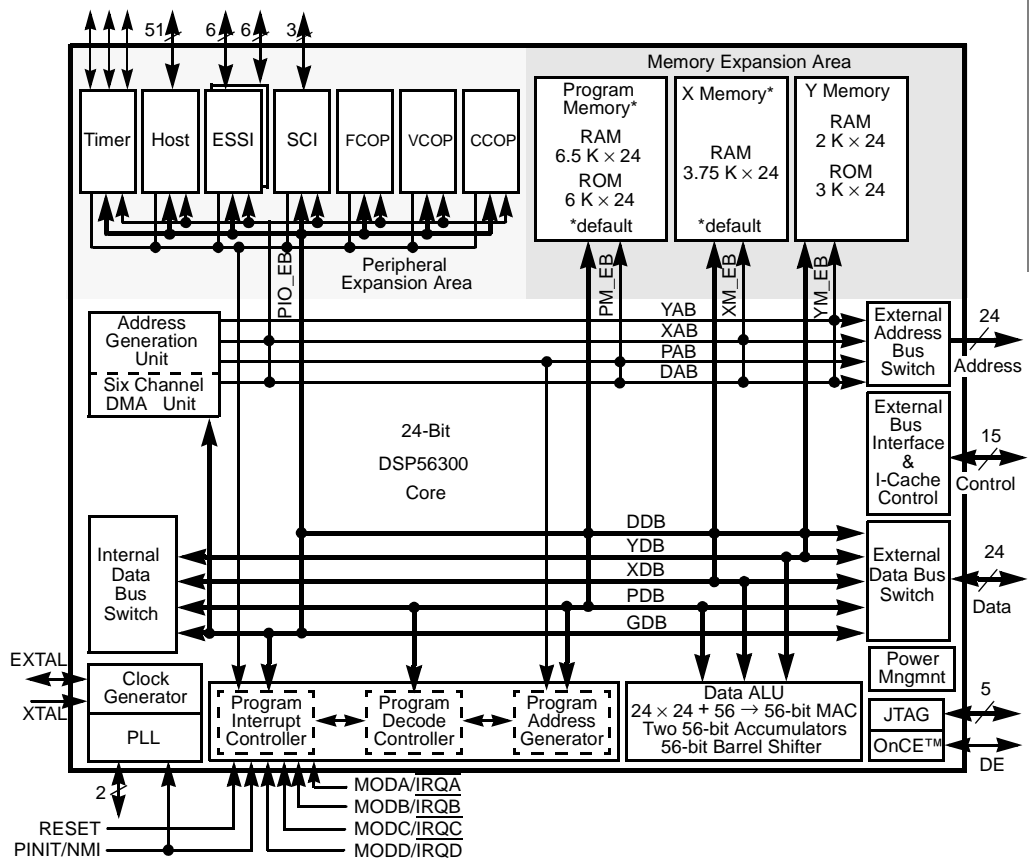 51 6 6 3
Memory Expansion Area
Timer
Host
ESSI
SCI
FCOP
VCOP
CCOP
Program
Memory*
RAM
6.5 K × 24
ROM
6 K × 24
*default
X Memory*
RAM
3.75 K × 24
*default
Y Memory
RAM
2 K × 24
ROM
3 K × 24
Peripheral
Expansion Area
PIO_EB
PM_EB
XM_EB
YM_EB
Address
Generation
Unit
Six Channel
DMA Unit
YAB
XAB
PAB
DAB
External
Address
Bus
Switch
24
Address
External
Bus
Interface
&
I-Cache
Control
15
Control
24-Bit
DSP56300
Core
Internal
Data
Bus
Switch
DDB
YDB
XDB
PDB
GDB
External
Data Bus
Switch
24
Data
EXTAL
XTAL
Clock
Generator
PLL
2
Program
Interrupt
Controller
Program
Decode
Controller
Program
Address
Generator
Data ALU
24 × 24 + 56 → 56-bit MAC
Two 56-bit Accumulators
56-bit Barrel Shifter
Power
Mngmnt
JTAG
OnCE™
5
DE
MODA/IRQA
MODB/IRQB
MODC/IRQC
MODD/IRQD
RESET
PINIT/NMI